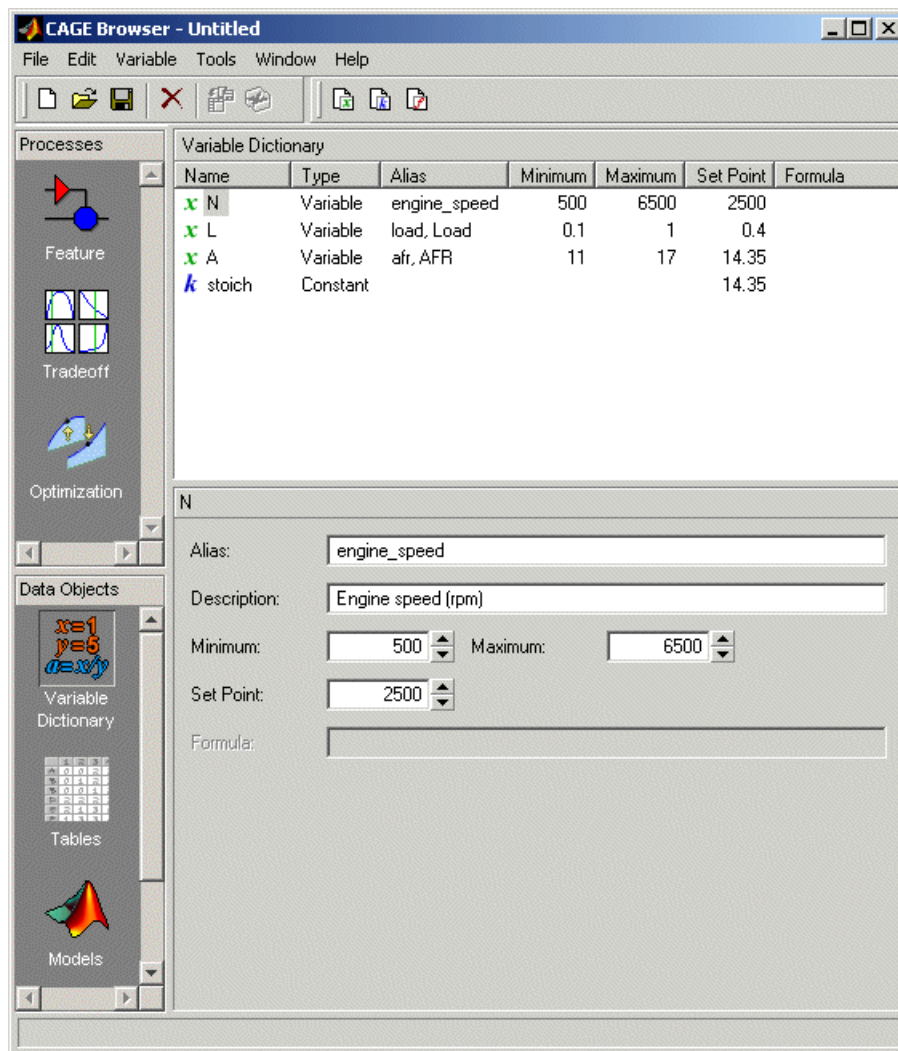 CAGE Browser - Untitled
File Edit Variable Tools Window Help
Processes
Feature
Tradeoff
Optimization
Variable Dictionary
Name Type Alias Minimum Maximum Set Point Formula
x N Variable engine_speed 500 6500 2500
x L Variable load, Load 0.1 1 0.4
x A Variable afr, AFR 11 17 14.35
k stoich Constant 14.35
N
Alias: engine_speed
Description: Engine speed (rpm)
Minimum: 500 Maximum: 6500
Set Point: 2500
Formula:
Data Objects
x=1
y=5
a=x/y
Variable
Dictionary
Tables
Models